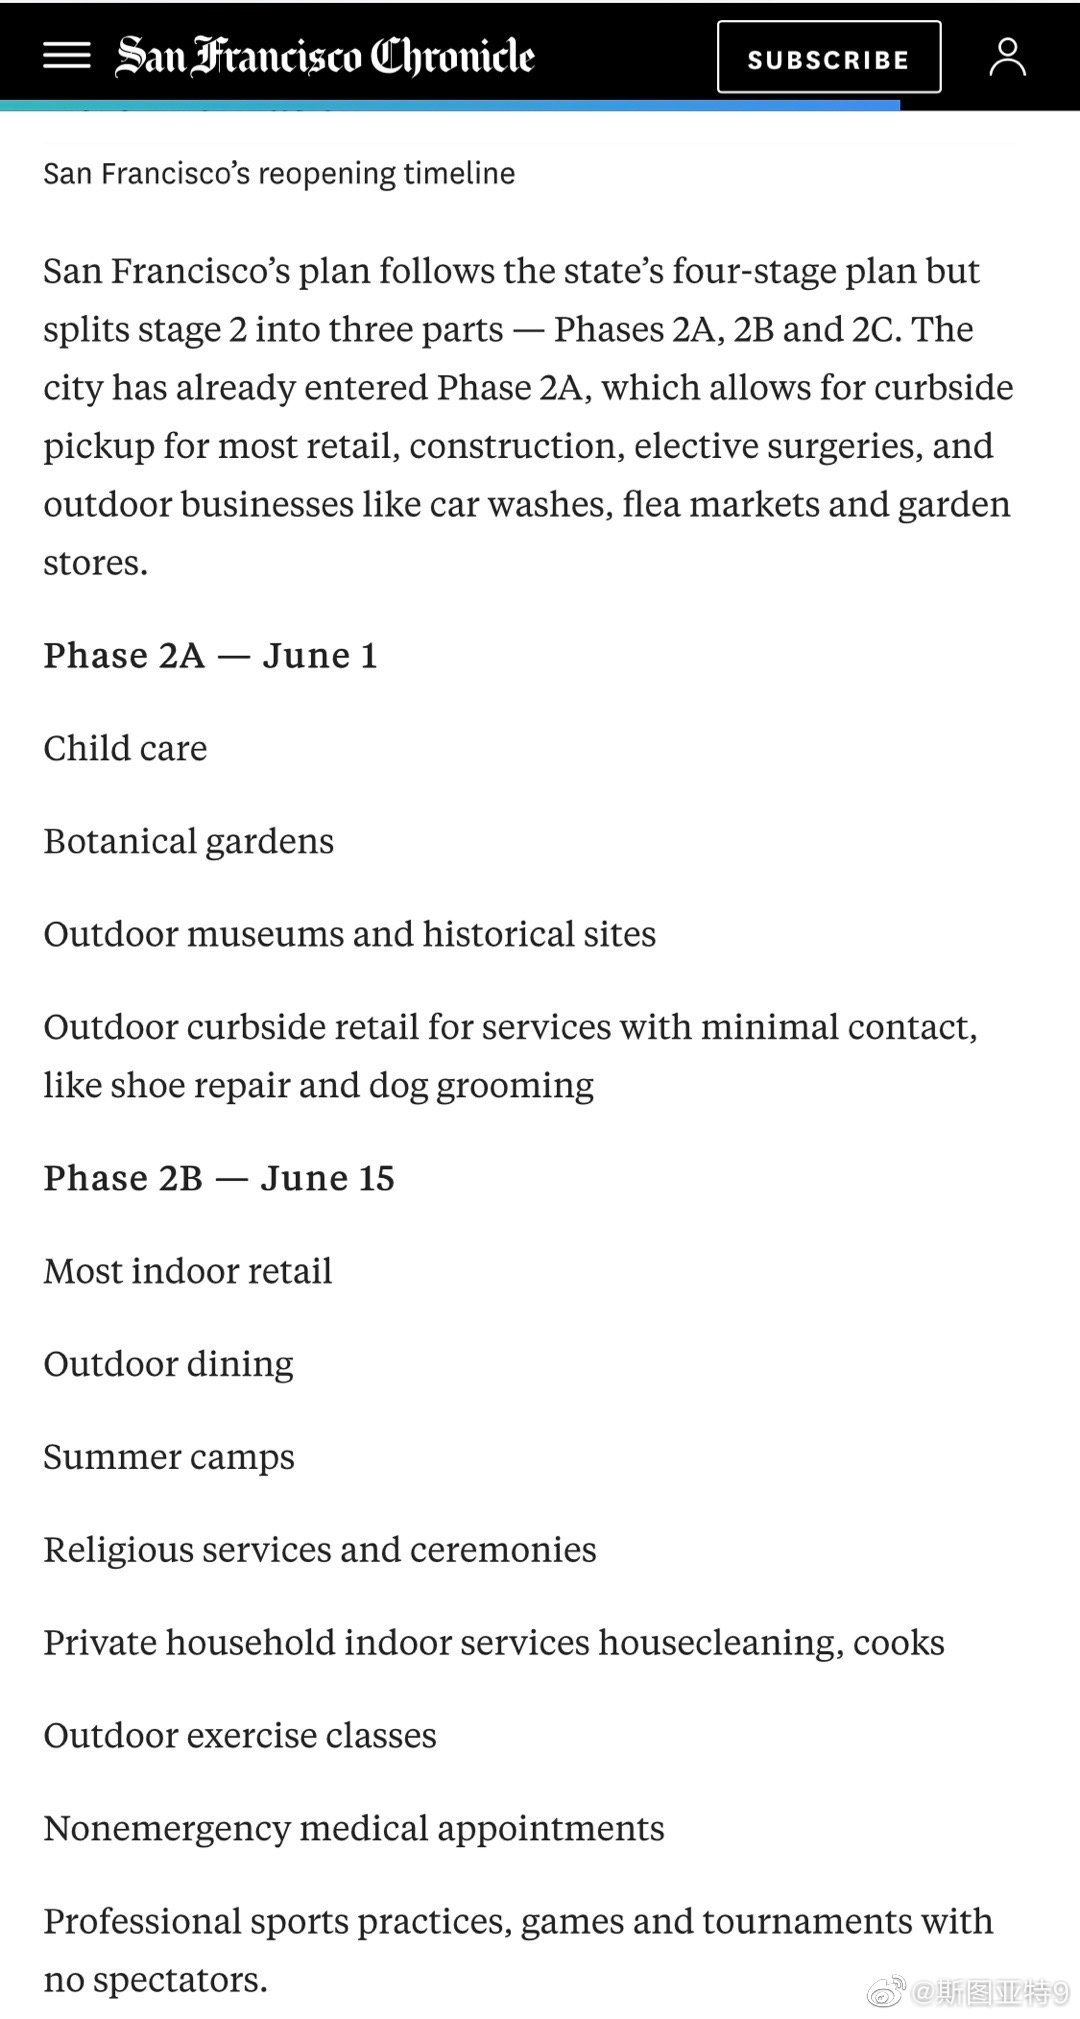 San Francisco Chronicle
SUBSCRIBE
San Francisco’s reopening timeline
San Francisco’s plan follows the state’s four-stage plan but
splits stage 2 into three parts — Phases 2A, 2B and 2C. The
city has already entered Phase 2A, which allows for curbside
pickup for most retail, construction, elective surgeries, and
outdoor businesses like car washes, flea markets and garden
stores.
Phase 2A — June 1
Child care
Botanical gardens
Outdoor museums and historical sites
Outdoor curbside retail for services with minimal contact,
like shoe repair and dog grooming
Phase 2B — June 15
Most indoor retail
Outdoor dining
Summer camps
Religious services and ceremonies
Private household indoor services housecleaning, cooks
Outdoor exercise classes
Nonemergency medical appointments
Professional sports practices, games and tournaments with
no spectators.
@斯图亚特9